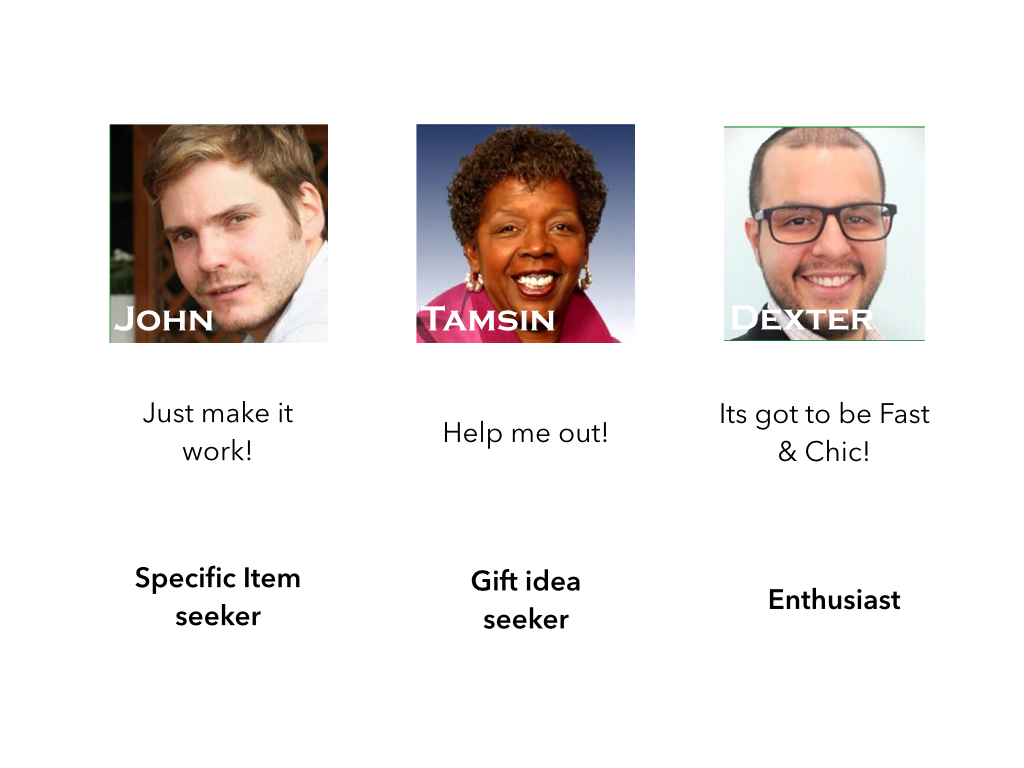 JOHN
TAMSIN
DEXTER
Just make it
work!
Help me out!
Its got to be Fast
& Chic!
Specific Item
seeker
Gift idea
seeker
Enthusiast